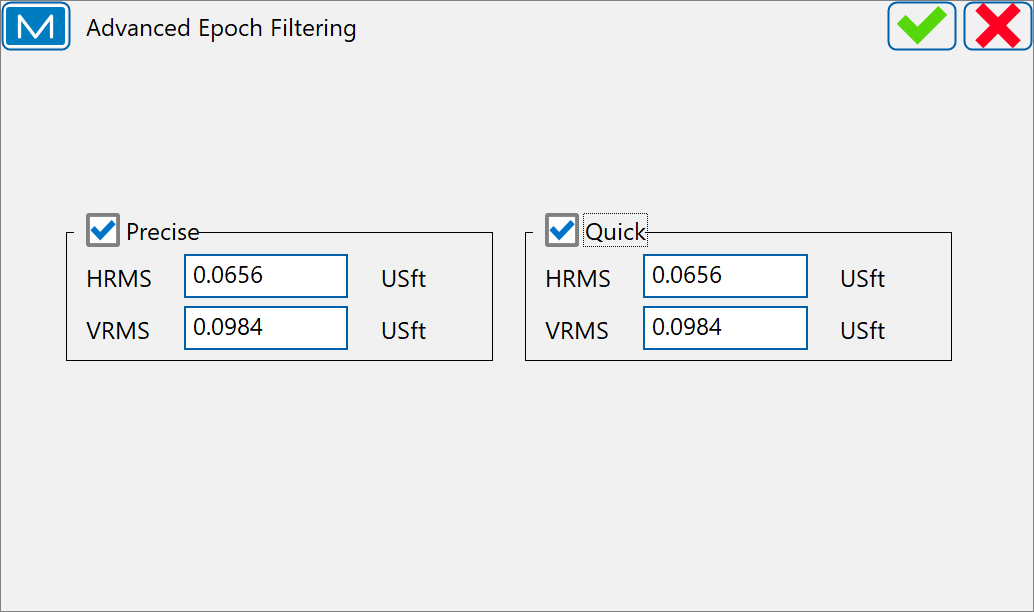 Advanced Epoch Filtering
Precise
HRMS 0.0656 USft
VRMS 0.0984 USft
Quick
HRMS 0.0656 USft
VRMS 0.0984 USft